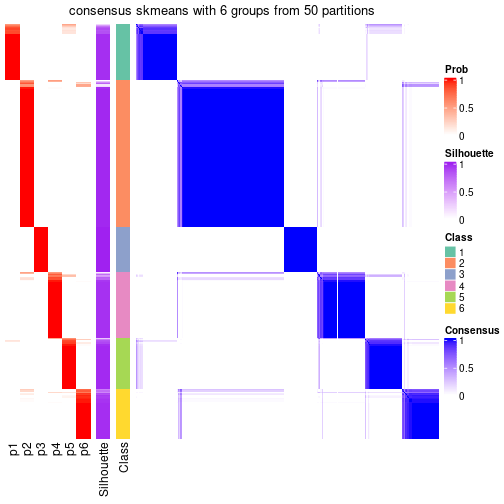 consensus skmeans with 6 groups from 50 partitions
Prob
1
0.5
0
Silhouette
1
0.5
0
Class
1
2
3
4
5
6
Consensus
1
0.5
0
p1
p2
p3
p4
p5
p6
Silhouette
Class